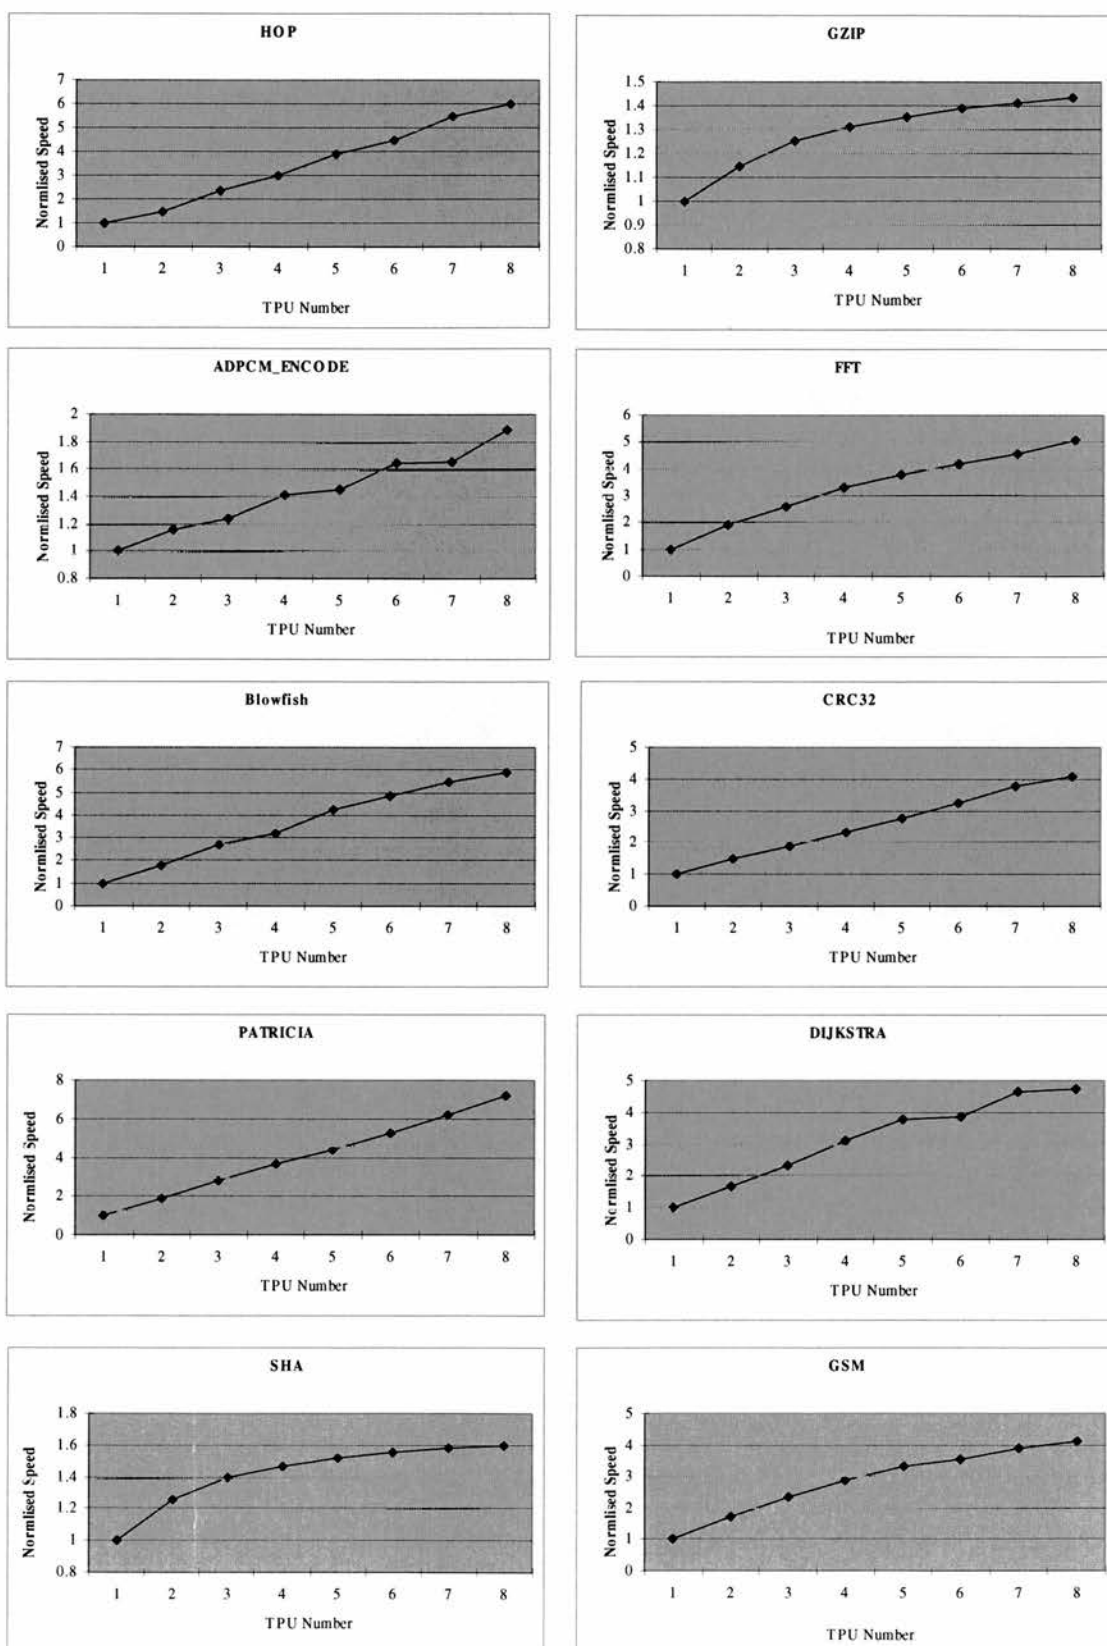 HOP
Normlised Speed
7
6
5
4
3
2
1
0
1 2 3 4 5 6 7 8
TPU Number
GZIP
Normlised Speed
1.5
1.4
1.3
1.2
1.1
1
0.9
0.8
1 2 3 4 5 6 7 8
TPU Number
ADPCM_ENCODE
Normlised Speed
2
1.8
1.6
1.4
1.2
1
0.8
1 2 3 4 5 6 7 8
TPU Number
FFT
Normlised Speed
6
5
4
3
2
1
0
1 2 3 4 5 6 7 8
TPU Number
Blowfish
Normlised Speed
7
6
5
4
3
2
1
0
1 2 3 4 5 6 7 8
TPU Number
CRC32
Normlised Speed
5
4
3
2
1
0
1 2 3 4 5 6 7 8
TPU Number
PATRICIA
Normlised Speed
8
6
4
2
0
1 2 3 4 5 6 7 8
TPU Number
DIJKSTRA
Normlised Speed
5
4
3
2
1
0
1 2 3 4 5 6 7 8
TPU Number
SHA
Normlised Speed
1.8
1.6
1.4
1.2
1
0.8
1 2 3 4 5 6 7 8
TPU Number
GSM
Normlised Speed
5
4
3
2
1
0
1 2 3 4 5 6 7 8
TPU Number